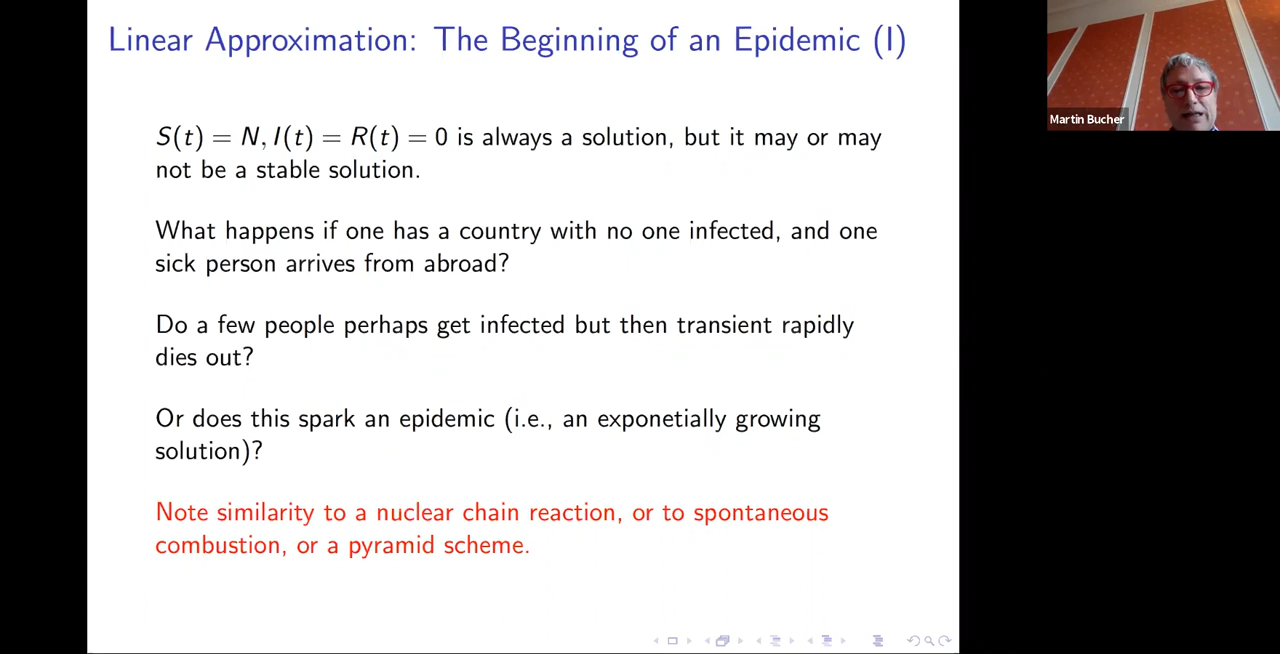 Linear Approximation: The Beginning of an Epidemic (I)
S(t) = N, I(t) = R(t) = 0 is always a solution, but it may or may
not be a stable solution.
What happens if one has a country with no one infected, and one
sick person arrives from abroad?
Do a few people perhaps get infected but then transient rapidly
dies out?
Or does this spark an epidemic (i.e., an exponetially growing
solution)?
Note similarity to a nuclear chain reaction, or to spontaneous
combustion, or a pyramid scheme.
Martin Bucher